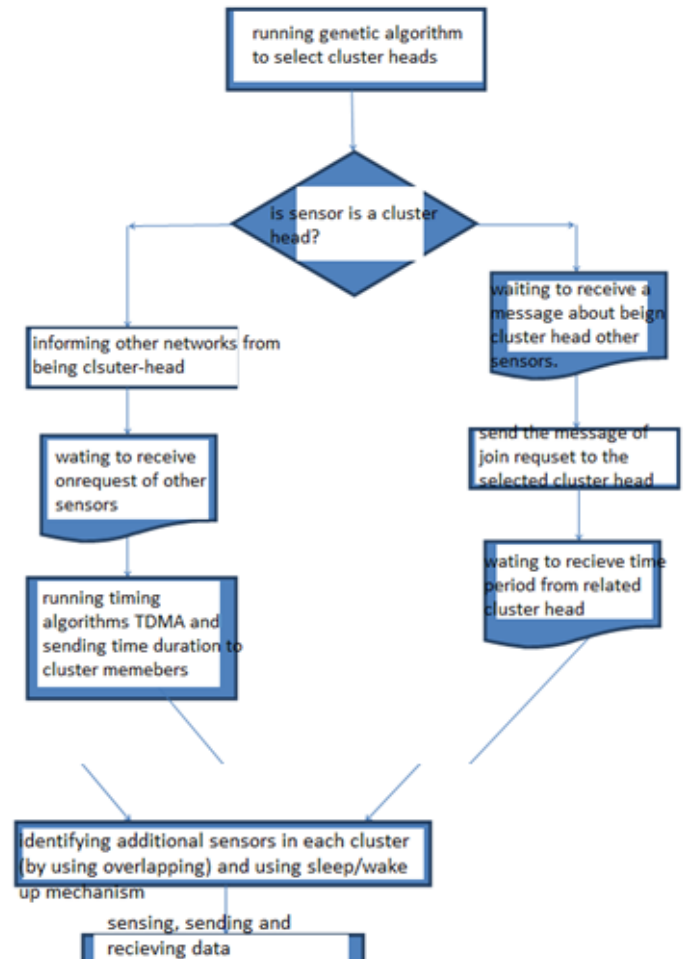 running genetic algorithm
to select cluster heads
is sensor is a cluster
head?
informing other networks from
being clsuter-head
wating to receive
onrequest of other
sensors
running timing
algorithms TDMA and
sending time duration to
cluster memebers
waiting to receive a
message about beign
cluster head other
sensors.
send the message of
join requset to the
selected cluster head
wating to recieve time
period from related
cluster head
identifying additional sensors in each cluster
(by using overlapping) and using sleep/wake
up mechanism
sensing, sending and
recieving data